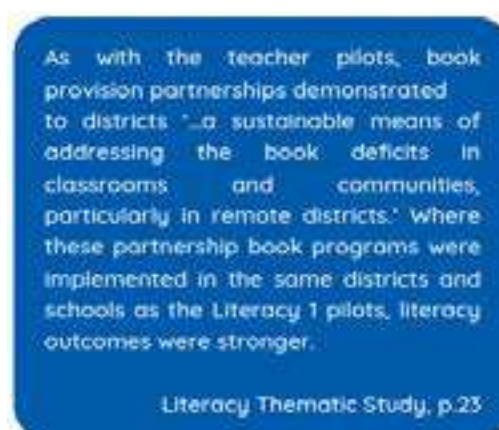 As with the teacher pilots, book
provision partnerships demonstrated
to districts "…a sustainable means of
addressing the book deficits in
classrooms and communities,
particularly in remote districts." Where
these partnership book programs were
implemented in the same districts and
schools as the Literacy 1 pilots, literacy
outcomes were stronger.
Literacy Thematic Study, p.23